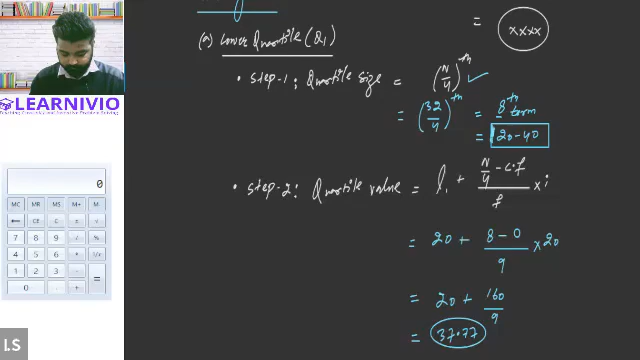 = xxxx
(a) Lower Quartile (Q1)
• Step-1: Quartile size = (N/4)^th ✓
= (32/4)^th = 8^th term
= 20-40
• Step-2: Quartile value = l1 + (N/4 - c.f)/f × i
= 20 + (8 - 0)/9 × 20
= 20 + 160/9
= 37.77
LEARNIVIO
0
MC MR MS M+ M-
← CE C ± √
7 8 9 / %
4 5 6 * 1/x
1 2 3 - =
0 . +
I.S